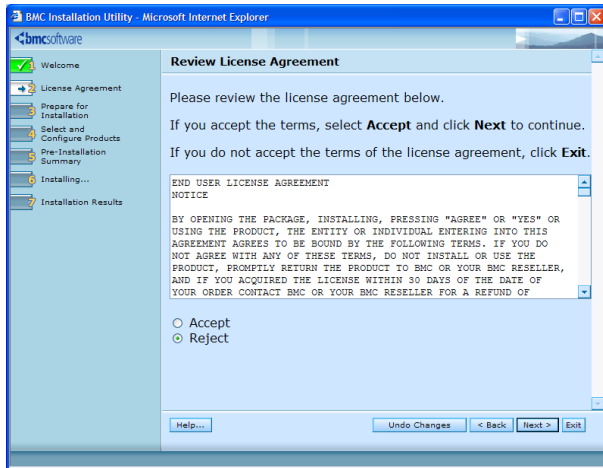 BMC Installation Utility - Microsoft Internet Explorer
bmcsoftware
1 Welcome
2 License Agreement
3 Prepare for
Installation
4 Select and
Configure Products
5 Pre-Installation
Summary
6 Installing...
7 Installation Results
Review License Agreement
Please review the license agreement below.
If you accept the terms, select Accept and click Next to continue.
If you do not accept the terms of the license agreement, click Exit.
END USER LICENSE AGREEMENT
NOTICE
BY OPENING THE PACKAGE, INSTALLING, PRESSING "AGREE" OR "YES" OR
USING THE PRODUCT, THE ENTITY OR INDIVIDUAL ENTERING INTO THIS
AGREEMENT AGREES TO BE BOUND BY THE FOLLOWING TERMS. IF YOU DO
NOT AGREE WITH ANY OF THESE TERMS, DO NOT INSTALL OR USE THE
PRODUCT, PROMPTLY RETURN THE PRODUCT TO BMC OR YOUR BMC RESELLER,
AND IF YOU ACQUIRED THE LICENSE WITHIN 30 DAYS OF THE DATE OF
YOUR ORDER CONTACT BMC OR YOUR BMC RESELLER FOR A REFUND OF
Accept
Reject
Help... Undo Changes < Back Next > Exit